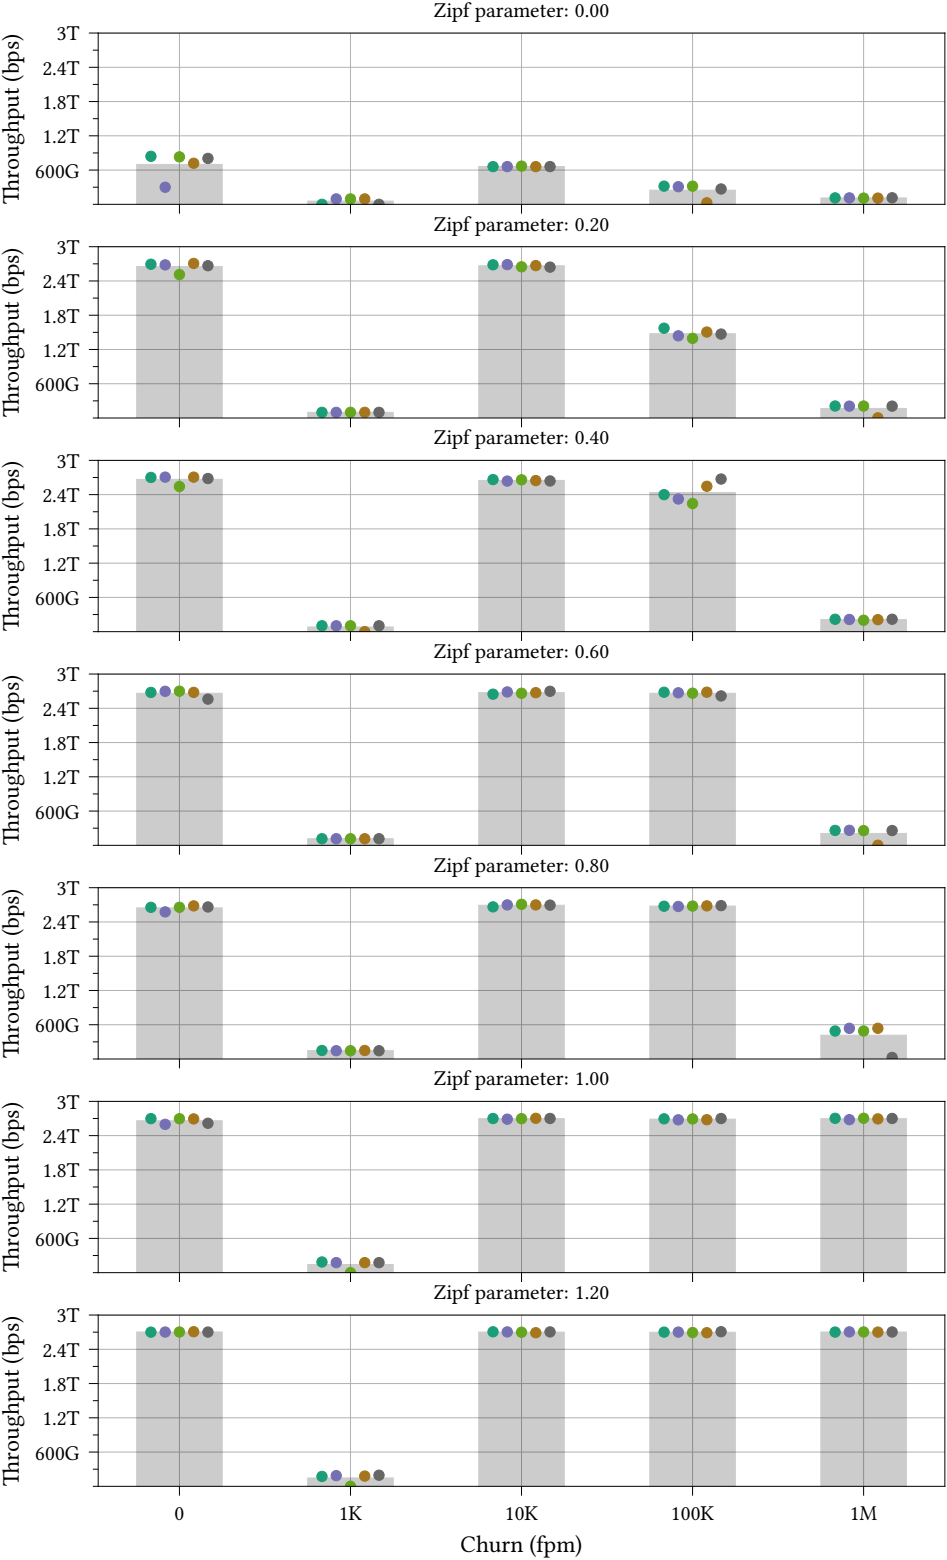 Zipf parameter: 0.00
Throughput (bps)
3T
2.4T
1.8T
1.2T
600G
Zipf parameter: 0.20
Throughput (bps)
3T
2.4T
1.8T
1.2T
600G
Zipf parameter: 0.40
Throughput (bps)
3T
2.4T
1.8T
1.2T
600G
Zipf parameter: 0.60
Throughput (bps)
3T
2.4T
1.8T
1.2T
600G
Zipf parameter: 0.80
Throughput (bps)
3T
2.4T
1.8T
1.2T
600G
Zipf parameter: 1.00
Throughput (bps)
3T
2.4T
1.8T
1.2T
600G
Zipf parameter: 1.20
Throughput (bps)
3T
2.4T
1.8T
1.2T
600G
0 1K 10K 100K 1M
Churn (fpm)